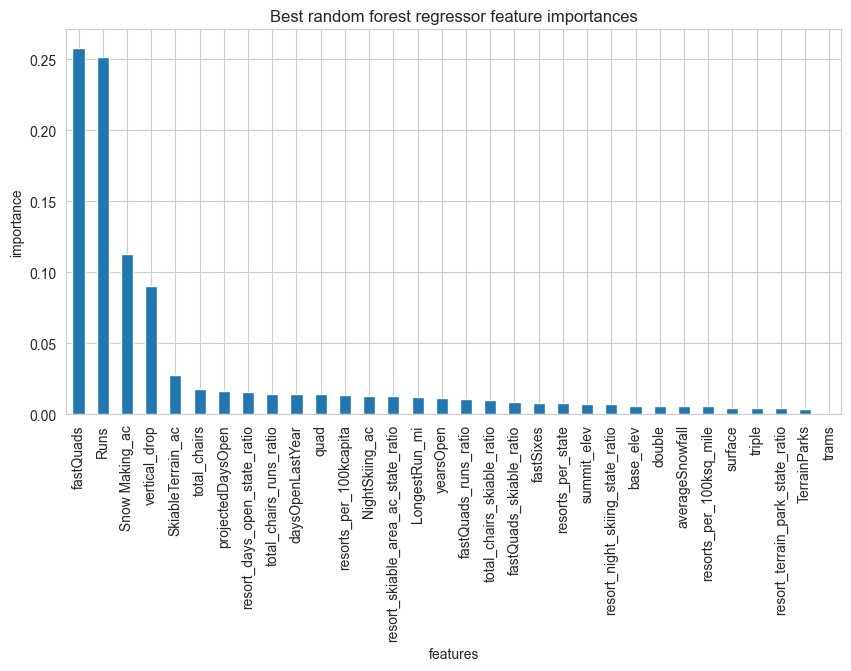 Best random forest regressor feature importances
importance
0.25
0.20
0.15
0.10
0.05
0.00
fastQuads
Runs
Snow Making_ac
vertical_drop
SkiableTerrain_ac
total_chairs
projectedDaysOpen
resort_days_open_state_ratio
total_chairs_runs_ratio
daysOpenLastYear
quad
resorts_per_100kcapita
NightSkiing_ac
resort_skiable_area_ac_state_ratio
LongestRun_mi
yearsOpen
fastQuads_runs_ratio
total_chairs_skiable_ratio
fastQuads_skiable_ratio
fastSixes
resorts_per_state
summit_elev
resort_night_skiing_state_ratio
base_elev
double
averageSnowfall
resorts_per_100ksq_mile
surface
triple
resort_terrain_park_state_ratio
TerrainParks
trams
features